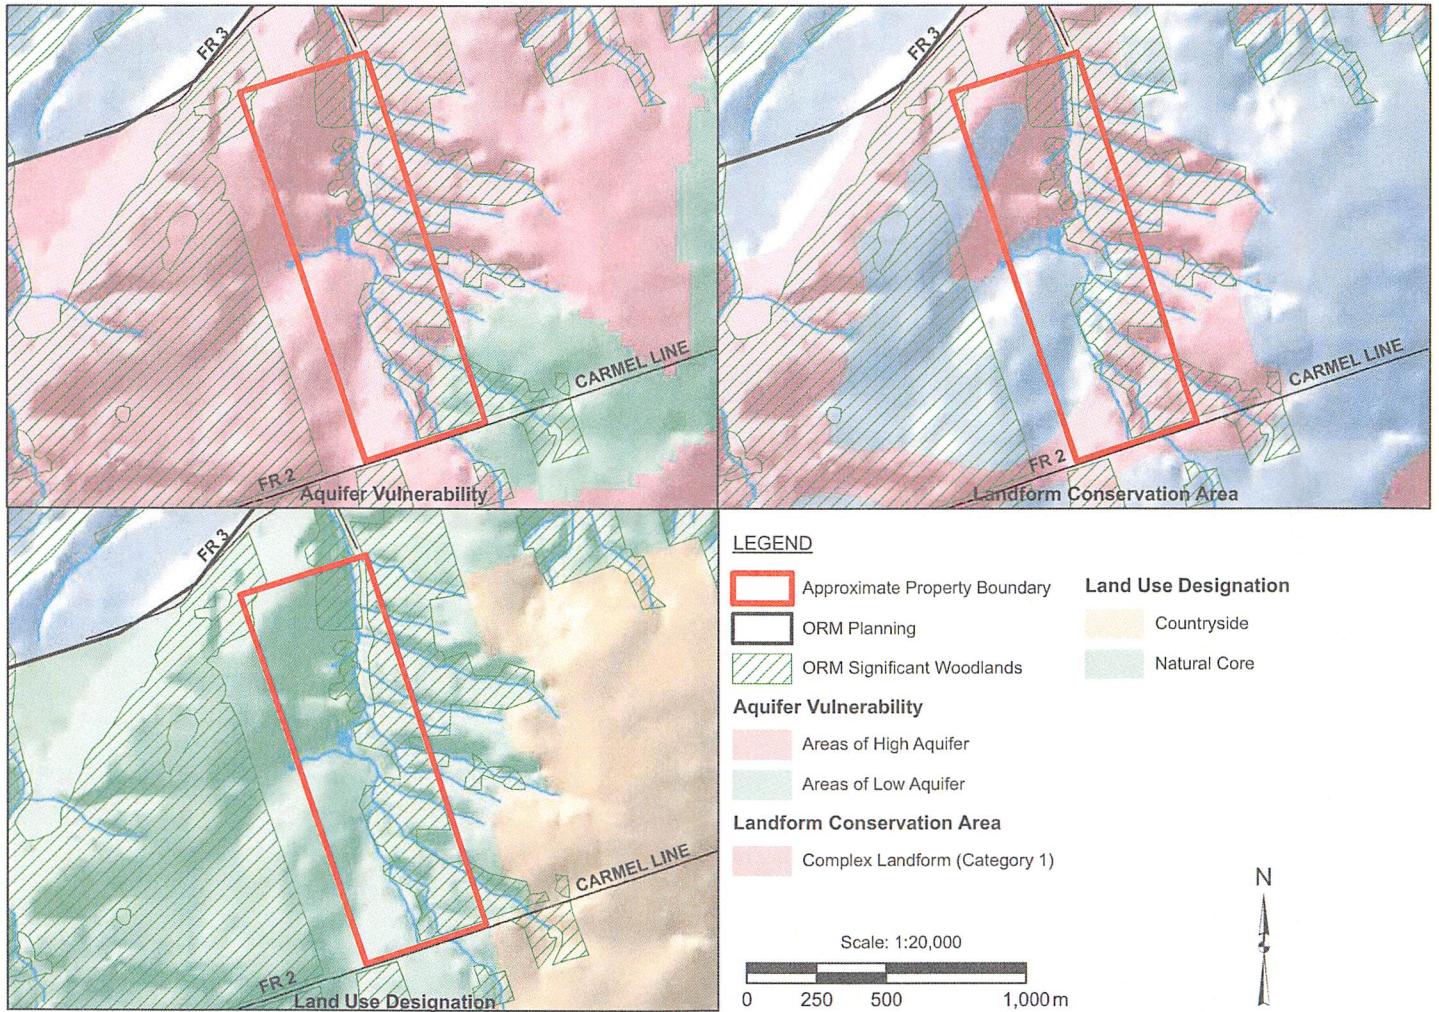 FR 3
CARMEL LINE
FR 2
Aquifer Vulnerability
FR 3
CARMEL LINE
FR 2
Landform Conservation Area
FR 3
CARMEL LINE
FR 2
Land Use Designation
LEGEND
Approximate Property Boundary
ORM Planning
ORM Significant Woodlands
Aquifer Vulnerability
Areas of High Aquifer
Areas of Low Aquifer
Landform Conservation Area
Complex Landform (Category 1)
Land Use Designation
Countryside
Natural Core
Scale: 1:20,000
0 250 500 1,000 m
N